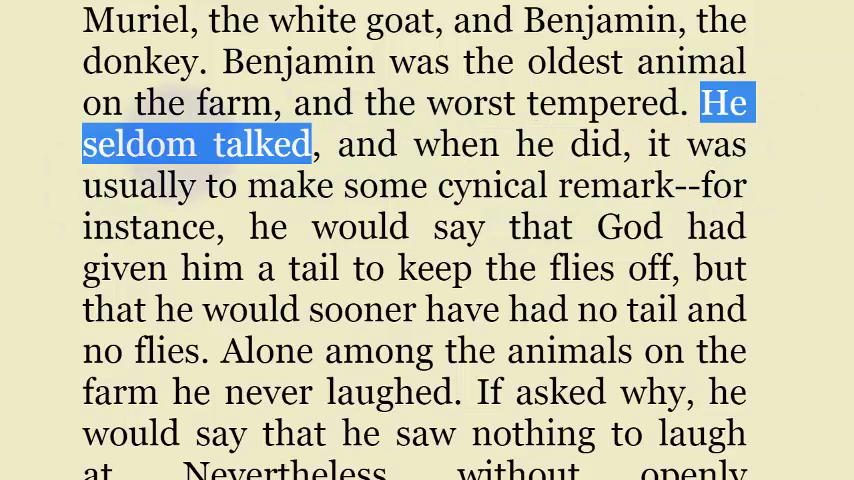 Muriel, the white goat, and Benjamin, the
donkey. Benjamin was the oldest animal
on the farm, and the worst tempered. He
seldom talked, and when he did, it was
usually to make some cynical remark--for
instance, he would say that God had
given him a tail to keep the flies off, but
that he would sooner have had no tail and
no flies. Alone among the animals on the
farm he never laughed. If asked why, he
would say that he saw nothing to laugh
at. Nevertheless, without openly